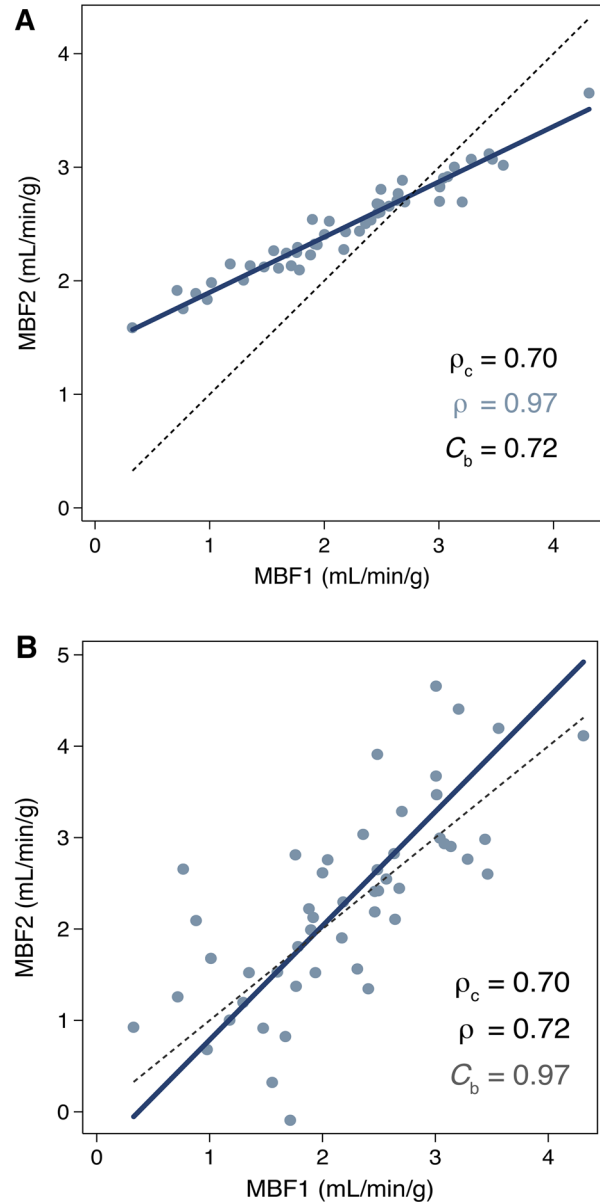 A
4
3
2
1
0
MBF2 (mL/min/g)
ρc = 0.70
ρ = 0.97
Cb = 0.72
0 1 2 3 4
MBF1 (mL/min/g)
B
5
4
3
2
1
0
MBF2 (mL/min/g)
ρc = 0.70
ρ = 0.72
Cb = 0.97
0 1 2 3 4
MBF1 (mL/min/g)